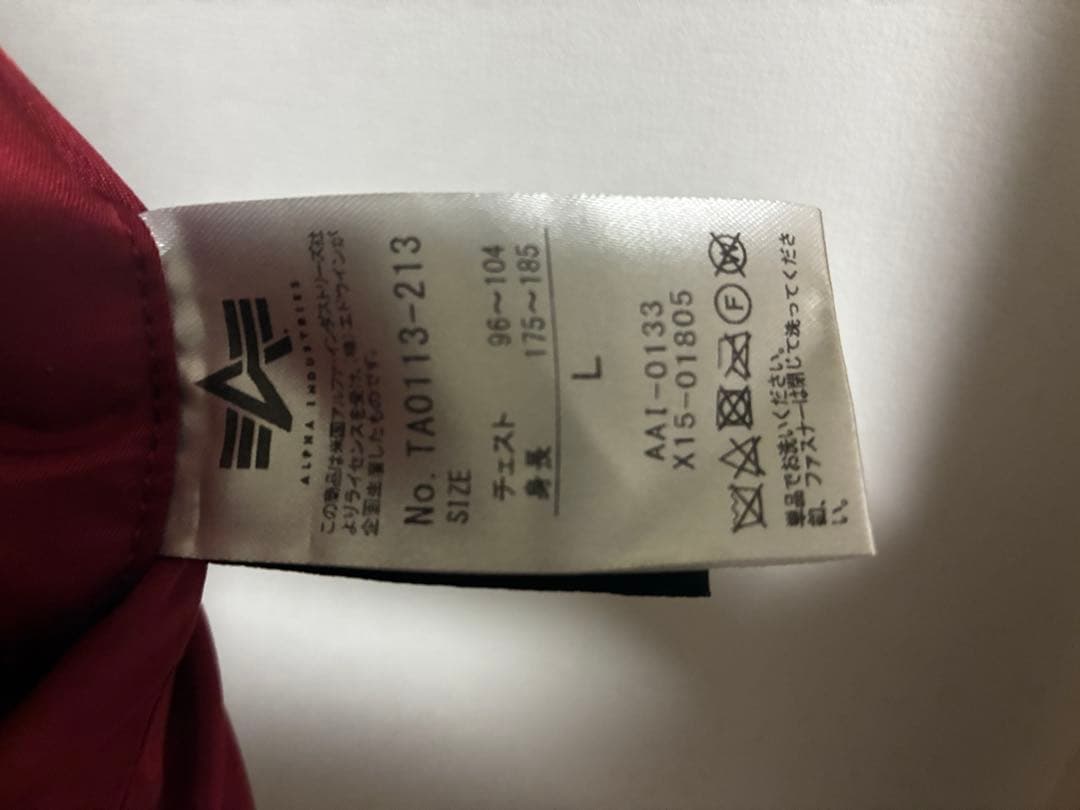 ALPHA INDUSTRIES
この商品は米国アルファ・インダストリーズ社
よりライセンスを受け、㈱エドウインが
企画生産したものです。
No. TA0113-213
SIZE
チェスト 96～104
身長 175～185
L
AAI-0133
X15-01805
F W
単品でお洗いください。
釦、ファスナーは閉じて洗ってくださ
い。